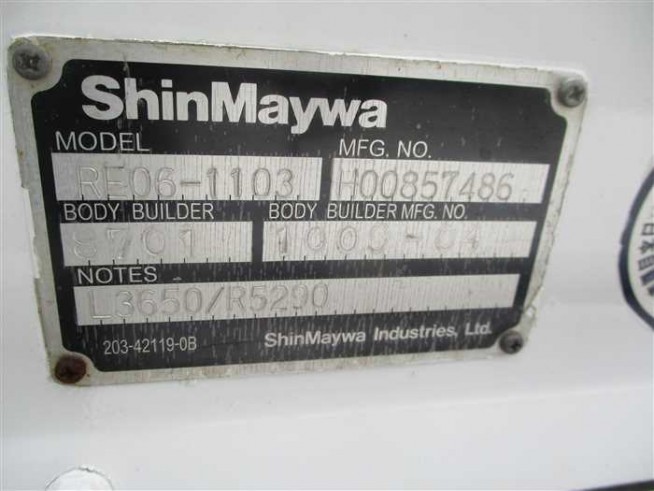 ShinMaywa
MODEL MFG. NO.
RE06-1103 H00857486
BODY BUILDER BODY BUILDER MFG. NO.
NOTES
L3650/R5290
203-42119-0B ShinMaywa Industries, Ltd.